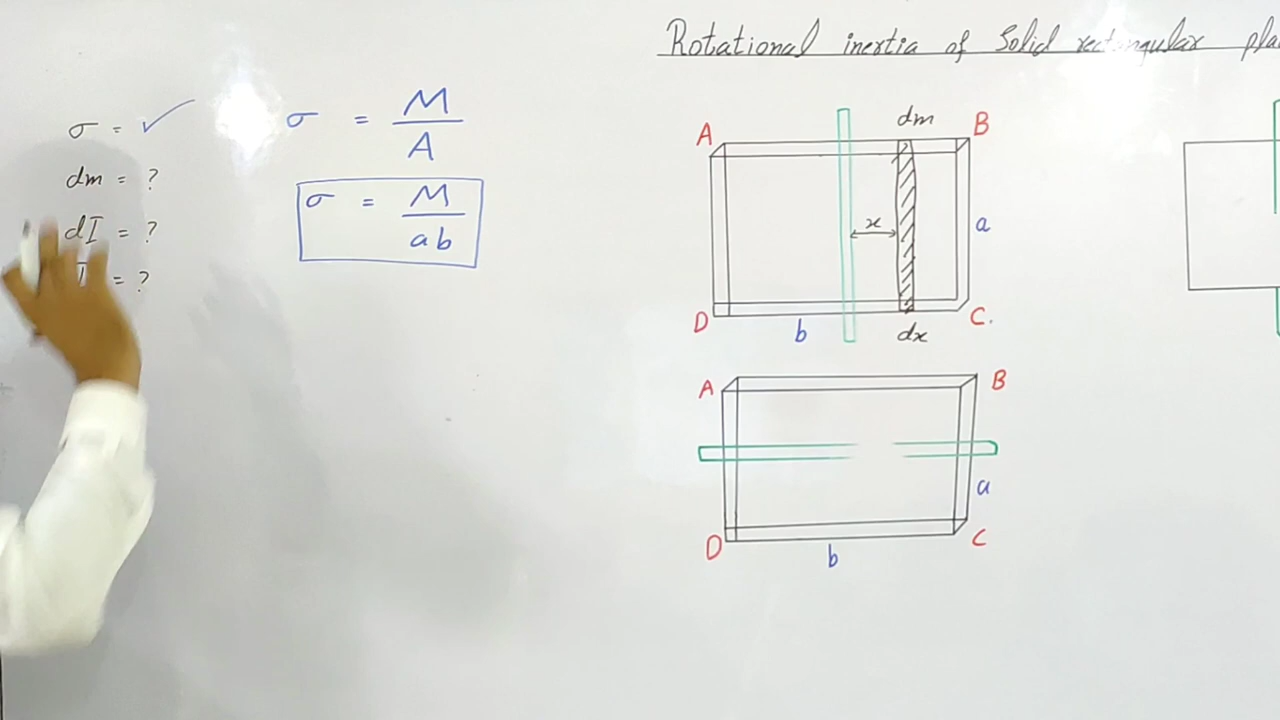 Rotational inertia of Solid rectangular
σ = ✓
dm = ?
dI = ?
I = ?
σ = M/A
σ = M/ab
A dm B
x
a
D b dx C.
A B
a
D b C